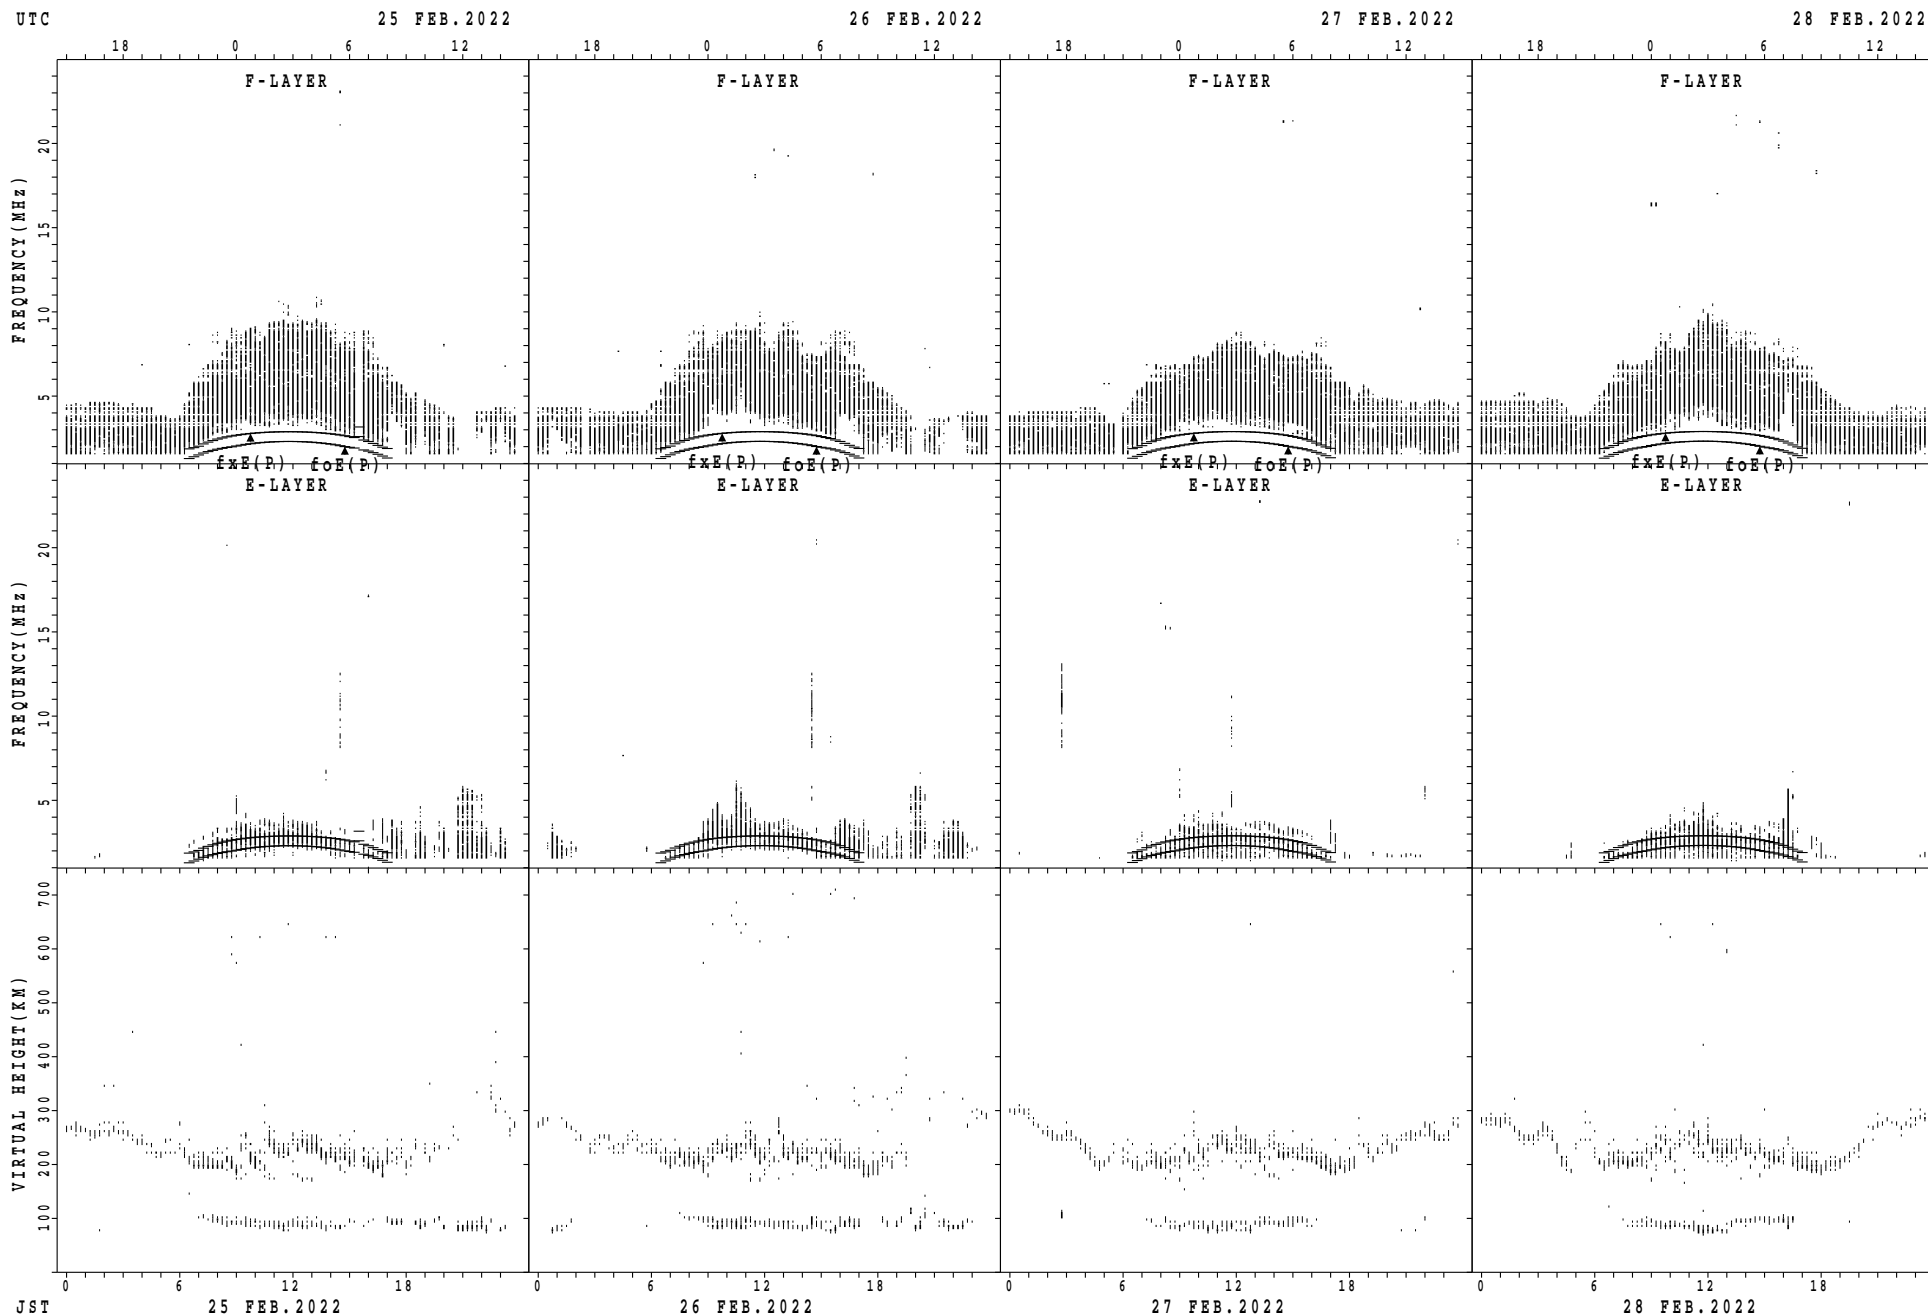 UTC 25 FEB.2022 26 FEB.2022 27 FEB.2022 28 FEB.2022
18 0 6 12 18 0 6 12 18 0 6 12 18 0 6 12
F-LAYER F-LAYER F-LAYER F-LAYER
FREQUENCY(MHz)
20
15
10
5
fxE(P) foE(P) fxE(P) foE(P) fxE(P) foE(P) fxE(P) foE(P)
E-LAYER E-LAYER E-LAYER E-LAYER
FREQUENCY(MHz)
20
15
10
5
VIRTUAL HEIGHT(KM)
700
600
500
400
300
200
100
0 6 12 18 0 6 12 18 0 6 12 18 0 6 12 18
JST 25 FEB.2022 26 FEB.2022 27 FEB.2022 28 FEB.2022